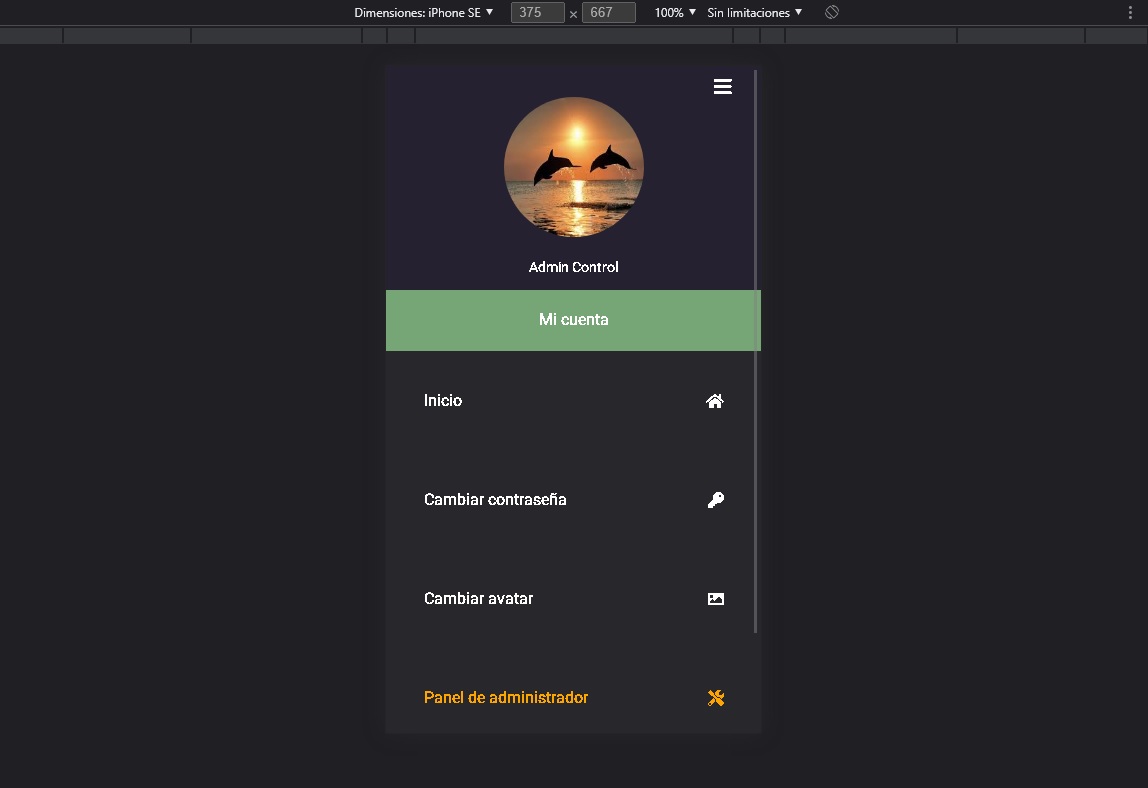 Dimensiones: iPhone SE ▼ 375 × 667 100% ▼ Sin limitaciones ▼
Admin Control
Mi cuenta
Inicio
Cambiar contraseña
Cambiar avatar
Panel de administrador